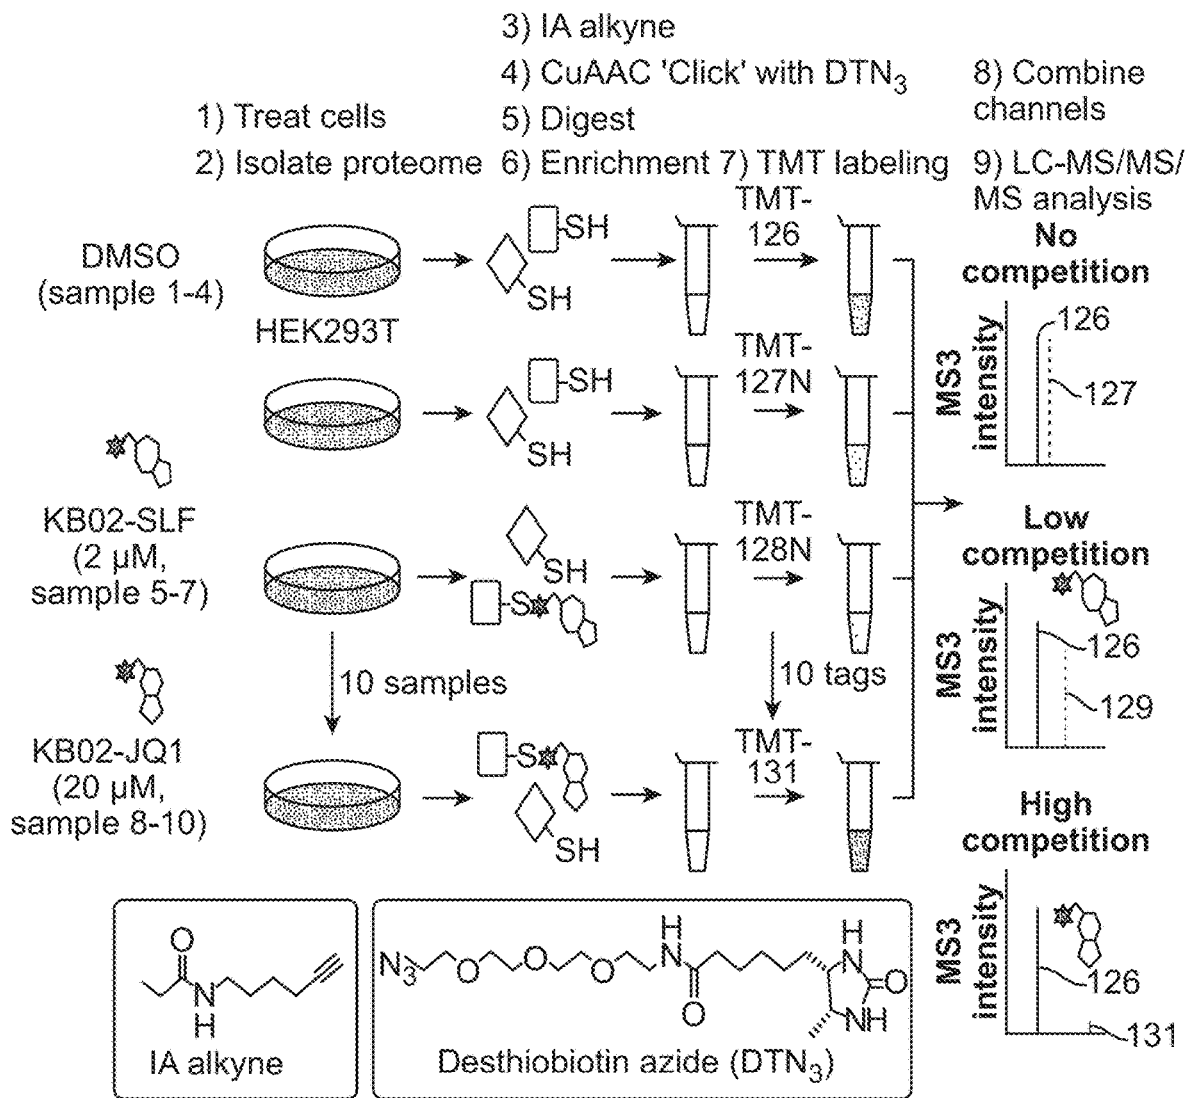 1) Treat cells
2) Isolate proteome
3) IA alkyne
4) CuAAC 'Click' with DTN3
5) Digest
6) Enrichment
7) TMT labeling
8) Combine
channels
9) LC-MS/MS/
MS analysis
DMSO
(sample 1-4)
HEK293T
SH
SH
TMT-
126
SH
SH
TMT-
127N
KB02-SLF
(2 µM,
sample 5-7)
SH
S
TMT-
128N
10 samples
10 tags
KB02-JQ1
(20 µM,
sample 8-10)
S
SH
TMT-
131
No
competition
MS3
intensity
126
127
Low
competition
MS3
intensity
126
129
High
competition
MS3
intensity
126
131
O
N
H
IA alkyne
N3
O
O
O
H
N
O
H
N
O
NH
Desthiobiotin azide (DTN3)